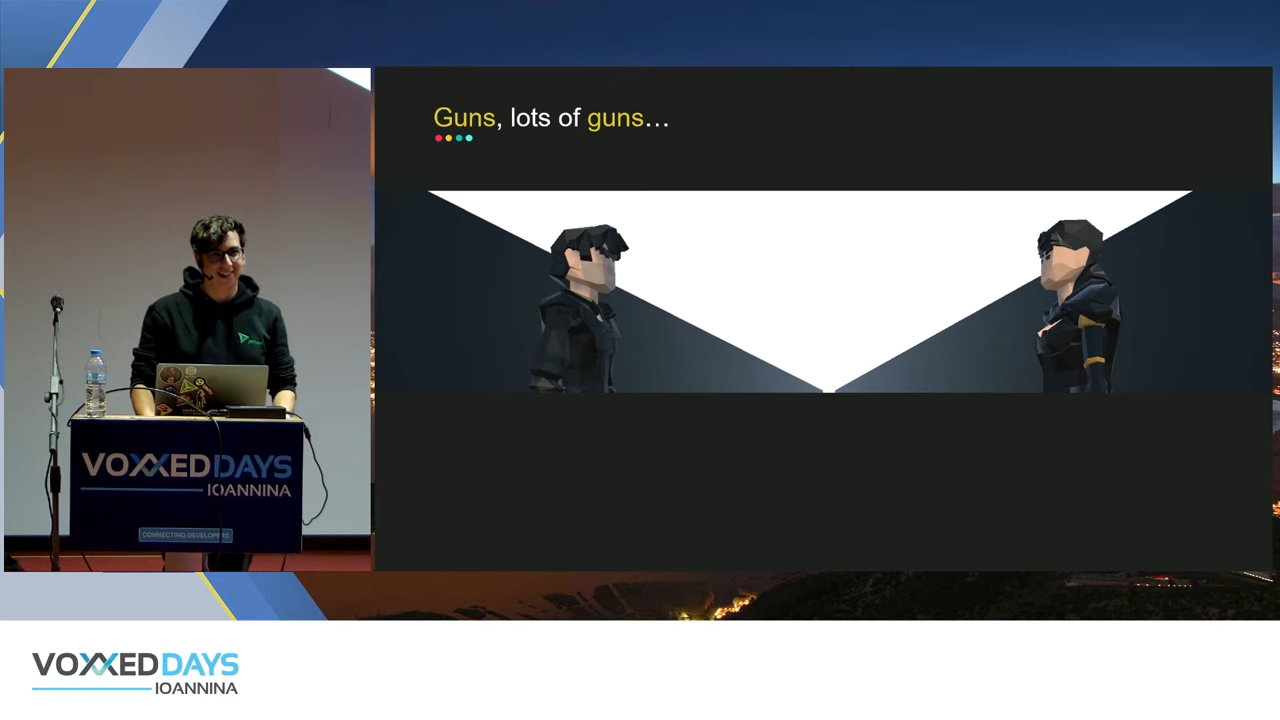 Guns, lots of guns…
VOXXED DAYS
IOANNINA
CONNECTING DEVELOPERS
VOXXED DAYS
IOANNINA